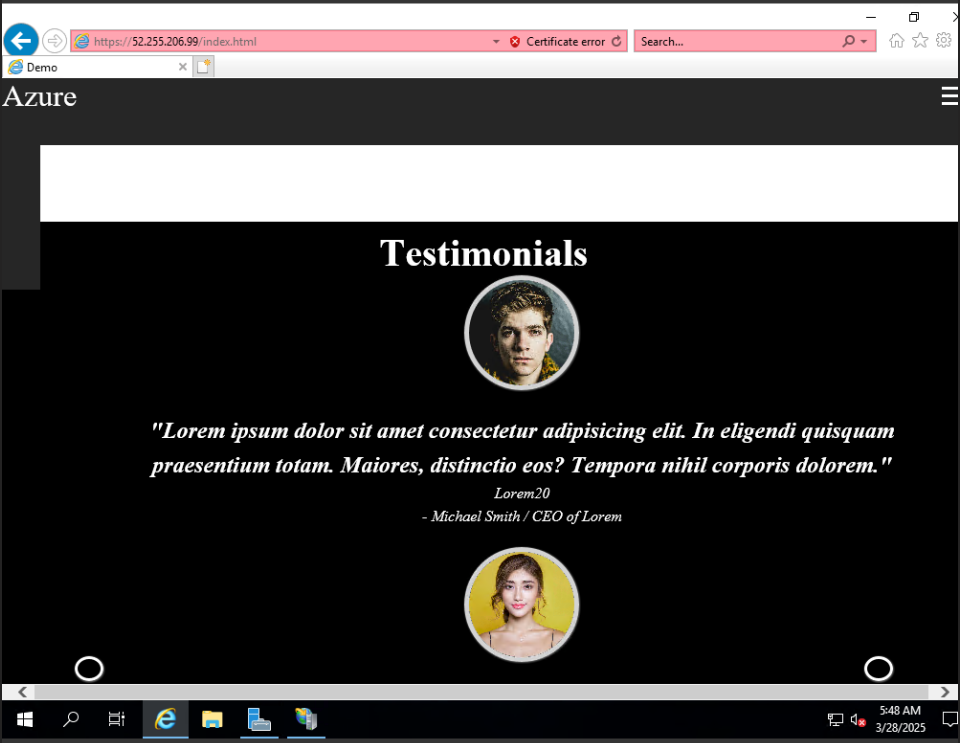 https://52.255.206.99/index.html
Certificate error
Search...
Demo
Azure
Testimonials
"Lorem ipsum dolor sit amet consectetur adipisicing elit. In eligendi quisquam
praesentium totam. Maiores, distinctio eos? Tempora nihil corporis dolorem."
Lorem20
- Michael Smith / CEO of Lorem
5:48 AM
3/28/2025